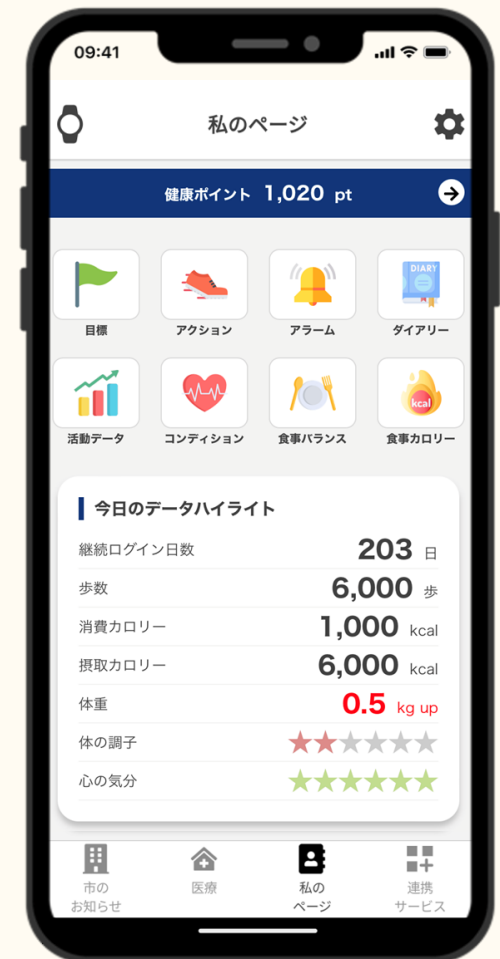 09:41
私のページ
健康ポイント 1,020 pt
目標 アクション アラーム ダイアリー
DIARY
活動データ コンディション 食事バランス 食事カロリー
kcal
今日のデータハイライト
継続ログイン日数 203 日
歩数 6,000 歩
消費カロリー 1,000 kcal
摂取カロリー 6,000 kcal
体重 0.5 kg up
体の調子
心の気分
市の
お知らせ
医療
私の
ページ
連携
サービス